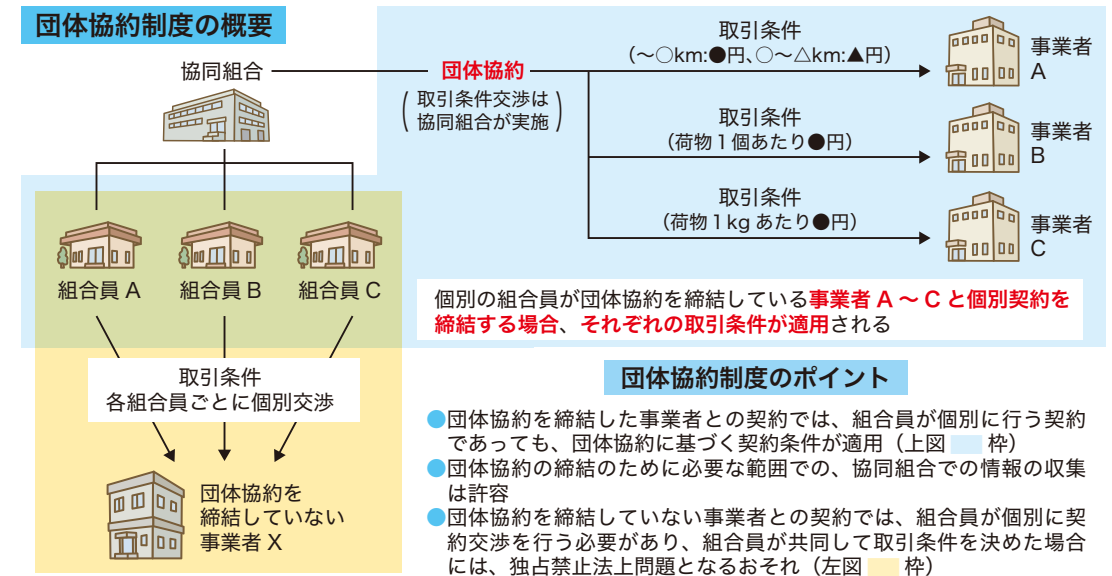 団体協約制度の概要
協同組合
団体協約
(取引条件交渉は
協同組合が実施)
取引条件
(～○km:●円、○～△km:▲円)
事業者
A
取引条件
(荷物1個あたり●円)
事業者
B
取引条件
(荷物1kgあたり●円)
事業者
C
組合員 A
組合員 B
組合員 C
個別の組合員が団体協約を締結している事業者 A ～ C と個別契約を
締結する場合、それぞれの取引条件が適用される
取引条件
各組合員ごとに個別交渉
団体協約を
締結していない
事業者 X
団体協約制度のポイント
●団体協約を締結した事業者との契約では、組合員が個別に行う契約
であっても、団体協約に基づく契約条件が適用（上図　枠）
●団体協約の締結のために必要な範囲での、協同組合での情報の収集
は許容
●団体協約を締結していない事業者との契約では、組合員が個別に契
約交渉を行う必要があり、組合員が共同して取引条件を決めた場合
には、独占禁止法上問題となるおそれ（左図　枠）